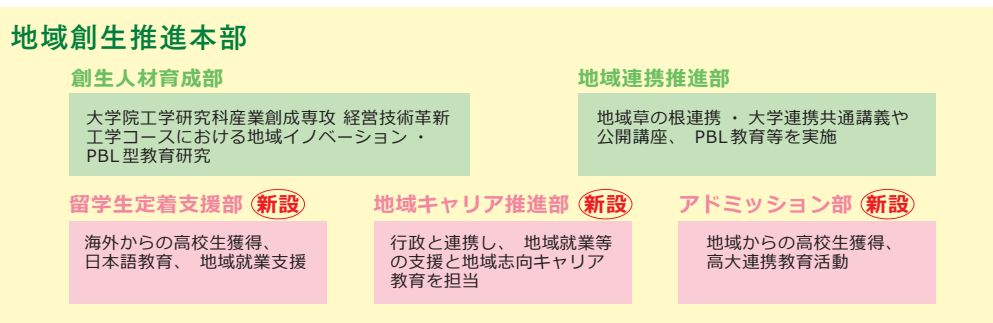 地域創生推進本部
創生人材育成部
大学院工学研究科産業創成専攻 経営技術革新
工学コースにおける地域イノベーション ・
PBL型教育研究
地域連携推進部
地域草の根連携 ・ 大学連携共通講義や
公開講座、 PBL教育等を実施
留学生定着支援部 新設
海外からの高校生獲得、
日本語教育、 地域就業支援
地域キャリア推進部 新設
行政と連携し、 地域就業等
の支援と地域志向キャリア
教育を担当
アドミッション部 新設
地域からの高校生獲得、
高大連携教育活動